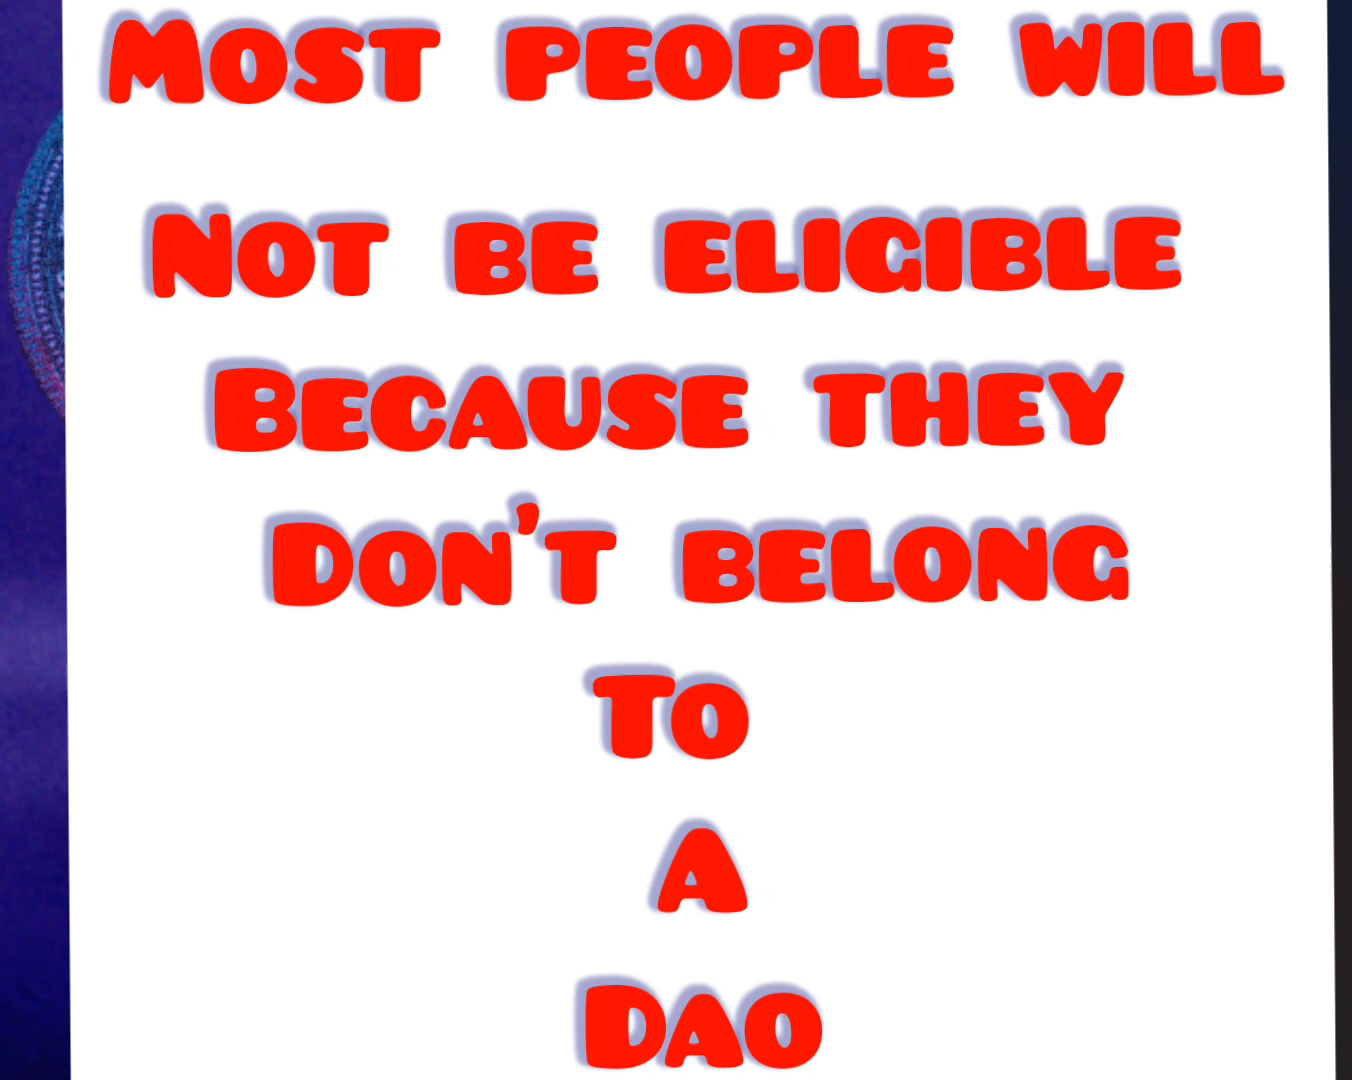 Most people will
Not be eligible
Because they
Don't belong
To
A
Dao